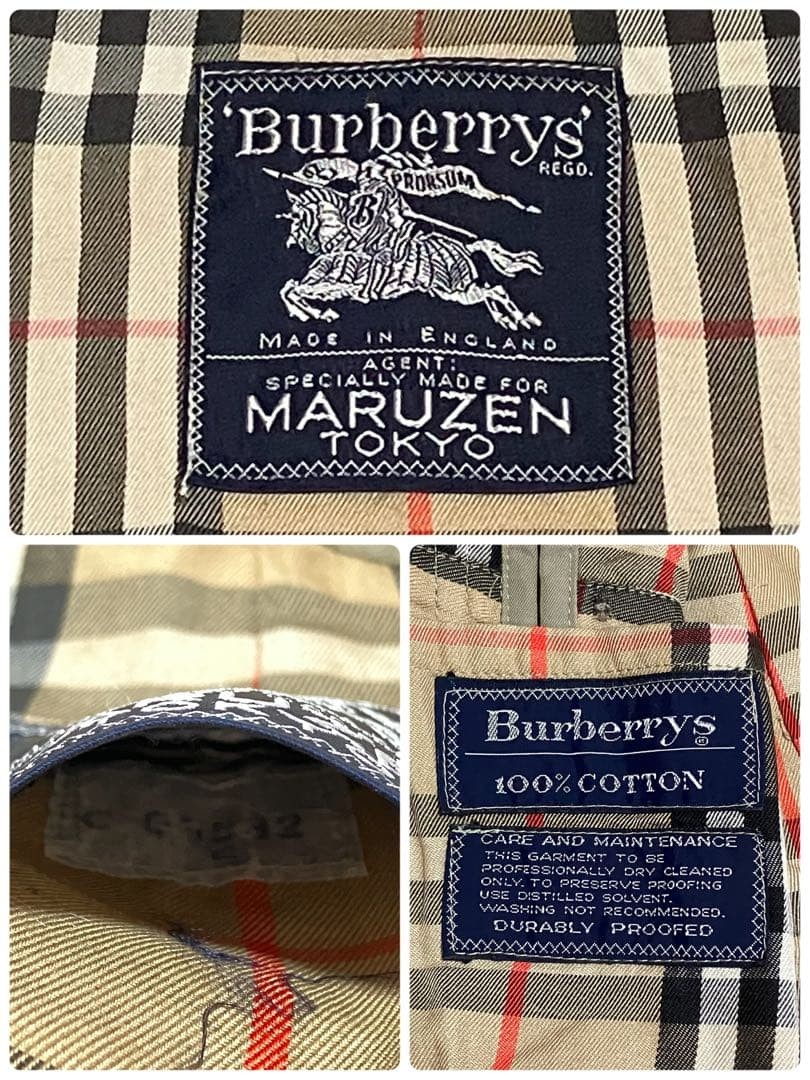 'Burberrys'
REGD.
PRORSUM
B
MADE IN ENGLAND
AGENT:
SPECIALLY MADE FOR
MARUZEN
TOKYO
Burberrys
100% COTTON
CARE AND MAINTENANCE
THIS GARMENT TO BE
PROFESSIONALLY DRY CLEANED
ONLY. TO PRESERVE PROOFING
USE DISTILLED SOLVENT.
WASHING NOT RECOMMENDED.
DURABLY PROOFED